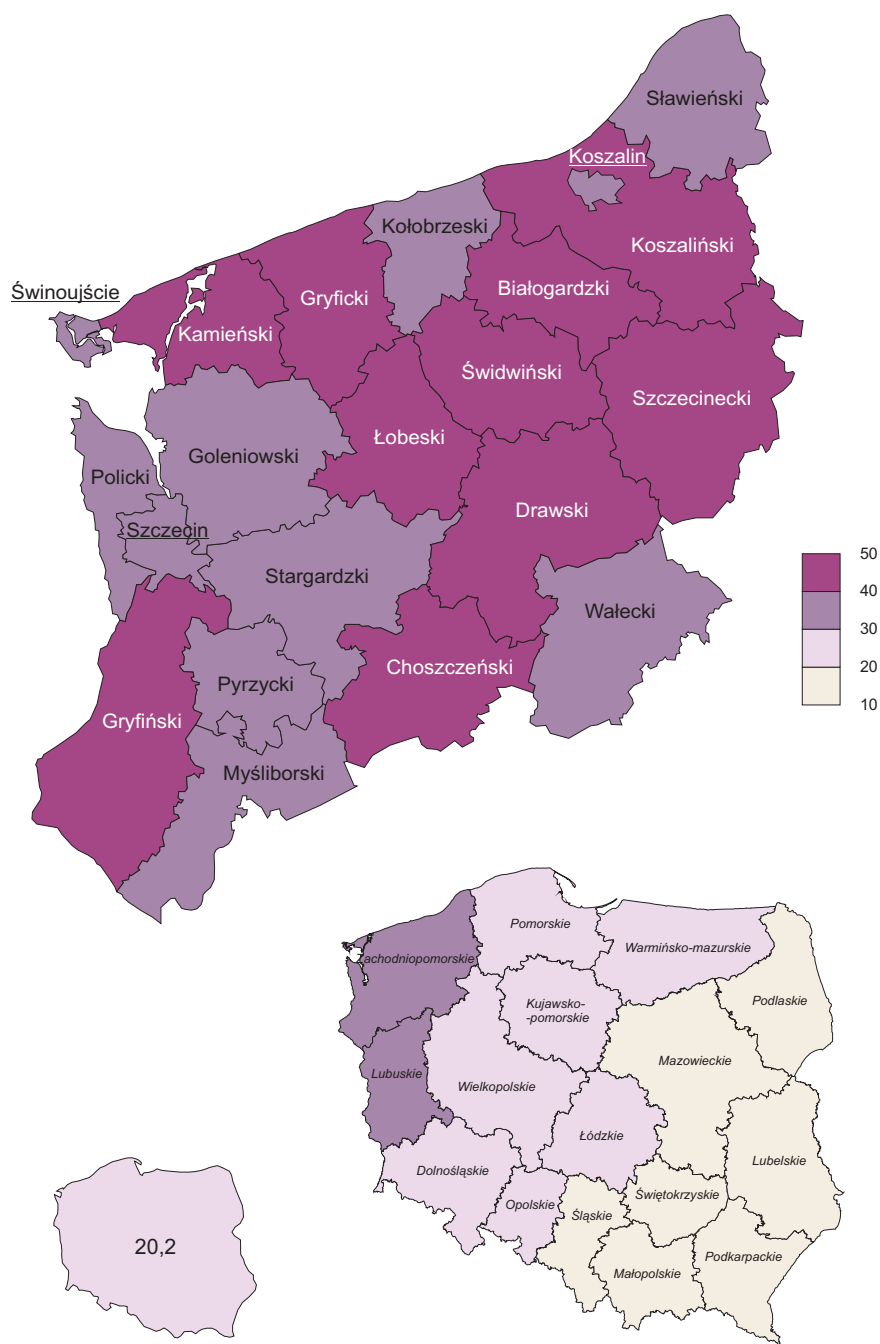 Sławieński
Koszalin
Kołobrzeski
Koszaliński
Białogardzki
Świnoujście
Gryficki
Kamieński
Świdwiński
Szczecinecki
Łobeski
Goleniowski
Policki
Drawski
Szczecin
Stargardzki
Wałecki
Choszczeński
Pyrzycki
Gryfiński
Myśliborski
50
40
30
20
10
Pomorskie
Warmińsko-mazurskie
Zachodniopomorskie
Kujawsko-
-pomorskie
Podlaskie
Mazowieckie
Lubuskie
Wielkopolskie
Łódzkie
Lubelskie
Dolnośląskie
Opolskie
Śląskie
Świętokrzyskie
Podkarpackie
Małopolskie
20,2